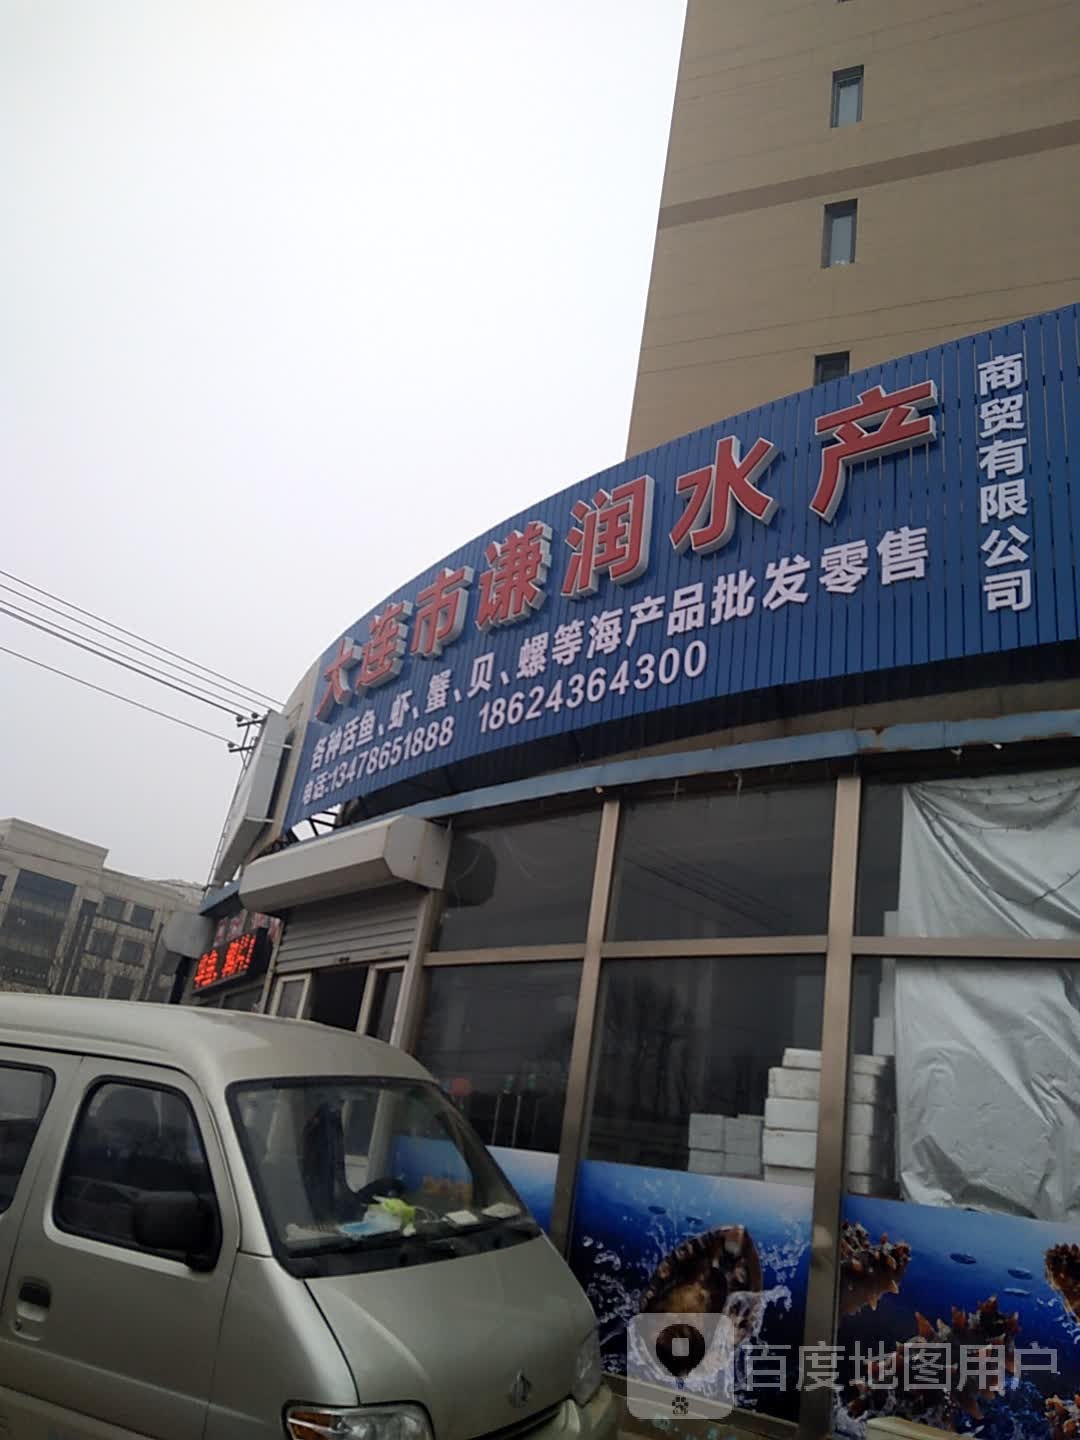 大连市谦润水产
商贸有限公司
各种活鱼、虾、蟹、贝、螺等海产品批发零售
电话:13478651888 18624364300
百度地图用户